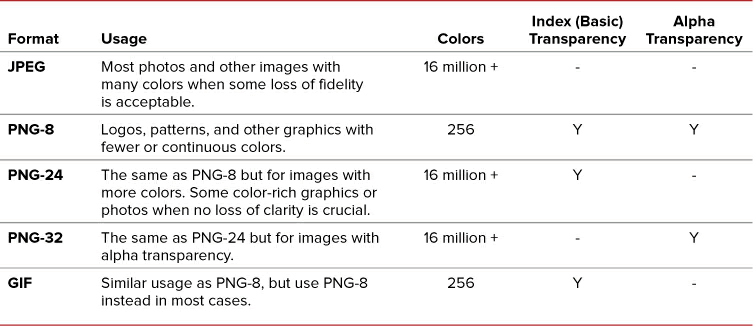 Format Usage Colors Index (Basic) Transparency Alpha Transparency
JPEG Most photos and other images with 16 million + - -
many colors when some loss of fidelity
is acceptable.
PNG-8 Logos, patterns, and other graphics with 256 Y Y
fewer or continuous colors.
PNG-24 The same as PNG-8 but for images with 16 million + Y -
more colors. Some color-rich graphics or
photos when no loss of clarity is crucial.
PNG-32 The same as PNG-24 but for images with 16 million + - Y
alpha transparency.
GIF Similar usage as PNG-8, but use PNG-8 256 Y -
instead in most cases.